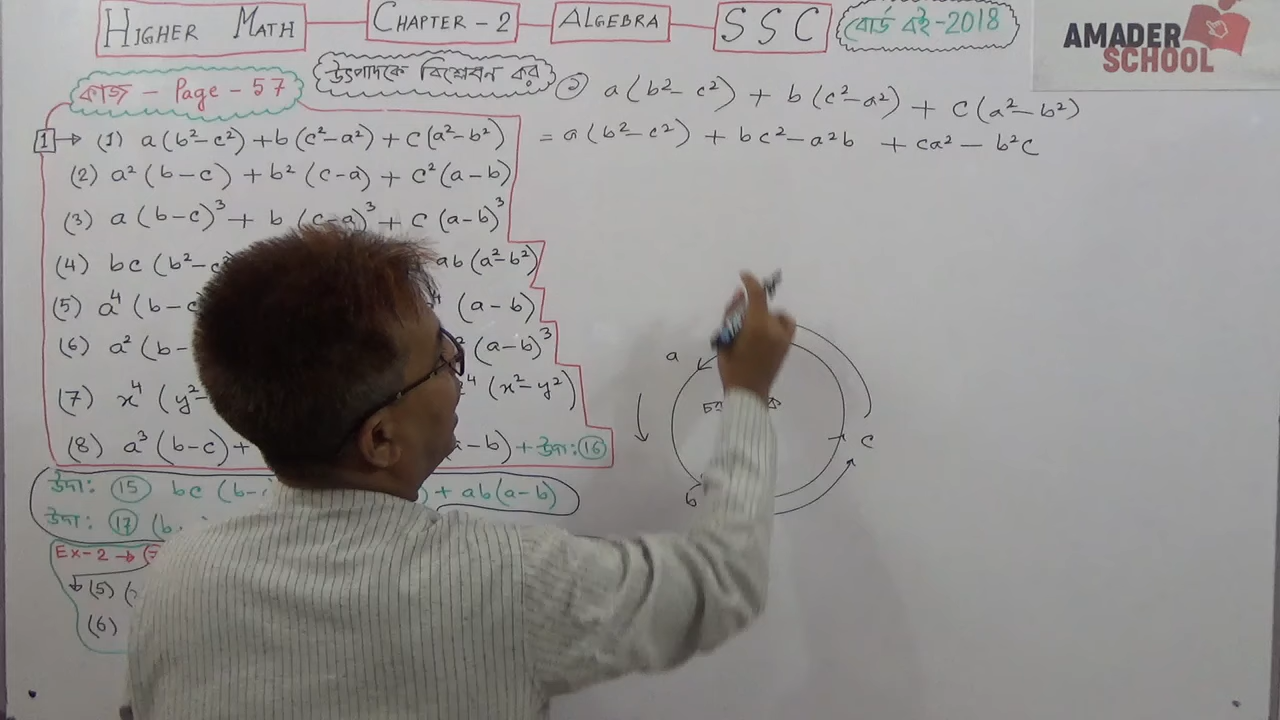 HIGHER MATH CHAPTER - 2 ALGEBRA SSC বোর্ড বই-2018
AMADER SCHOOL
কাজ - Page - 57
উৎপাদকে বিশ্লেষণ কর
1 → (1) a(b²-c²)+b(c²-a²)+c(a²-b²)
(2) a²(b-c)+b²(c-a)+c²(a-b)
(3) a(b-c)³+b(c-a)³+c(a-b)³
(4) bc(b²-c² ab(a²-b²)
(5) a⁴(b-c (a-b)
(6) a²(b- (a-b)³
(7) x⁴(y²- (x²-y²)
(8) a³(b-c)+ -b)+উদা: 16
উদা: 15 bc(b- )+ab(a-b)
উদা: 17 (b
Ex-2 →
(5) (
(6)
১ a(b²-c²)+b(c²-a²)+c(a²-b²)
= a(b²-c²)+bc²-a²b+ca²-b²c
a
b
c